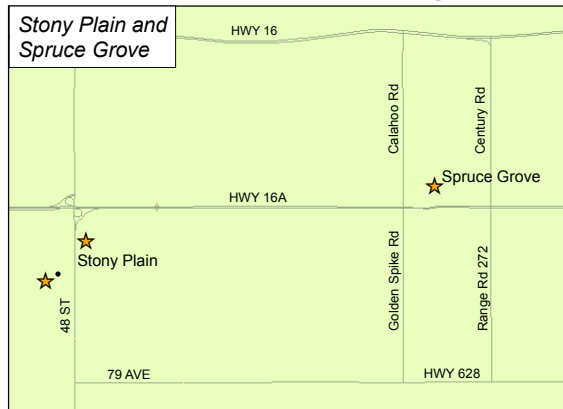 Stony Plain and
Spruce Grove
HWY 16
Calahoo Rd
Century Rd
Spruce Grove
HWY 16A
Stony Plain
48 ST
Golden Spike Rd
Range Rd 272
79 AVE
HWY 628